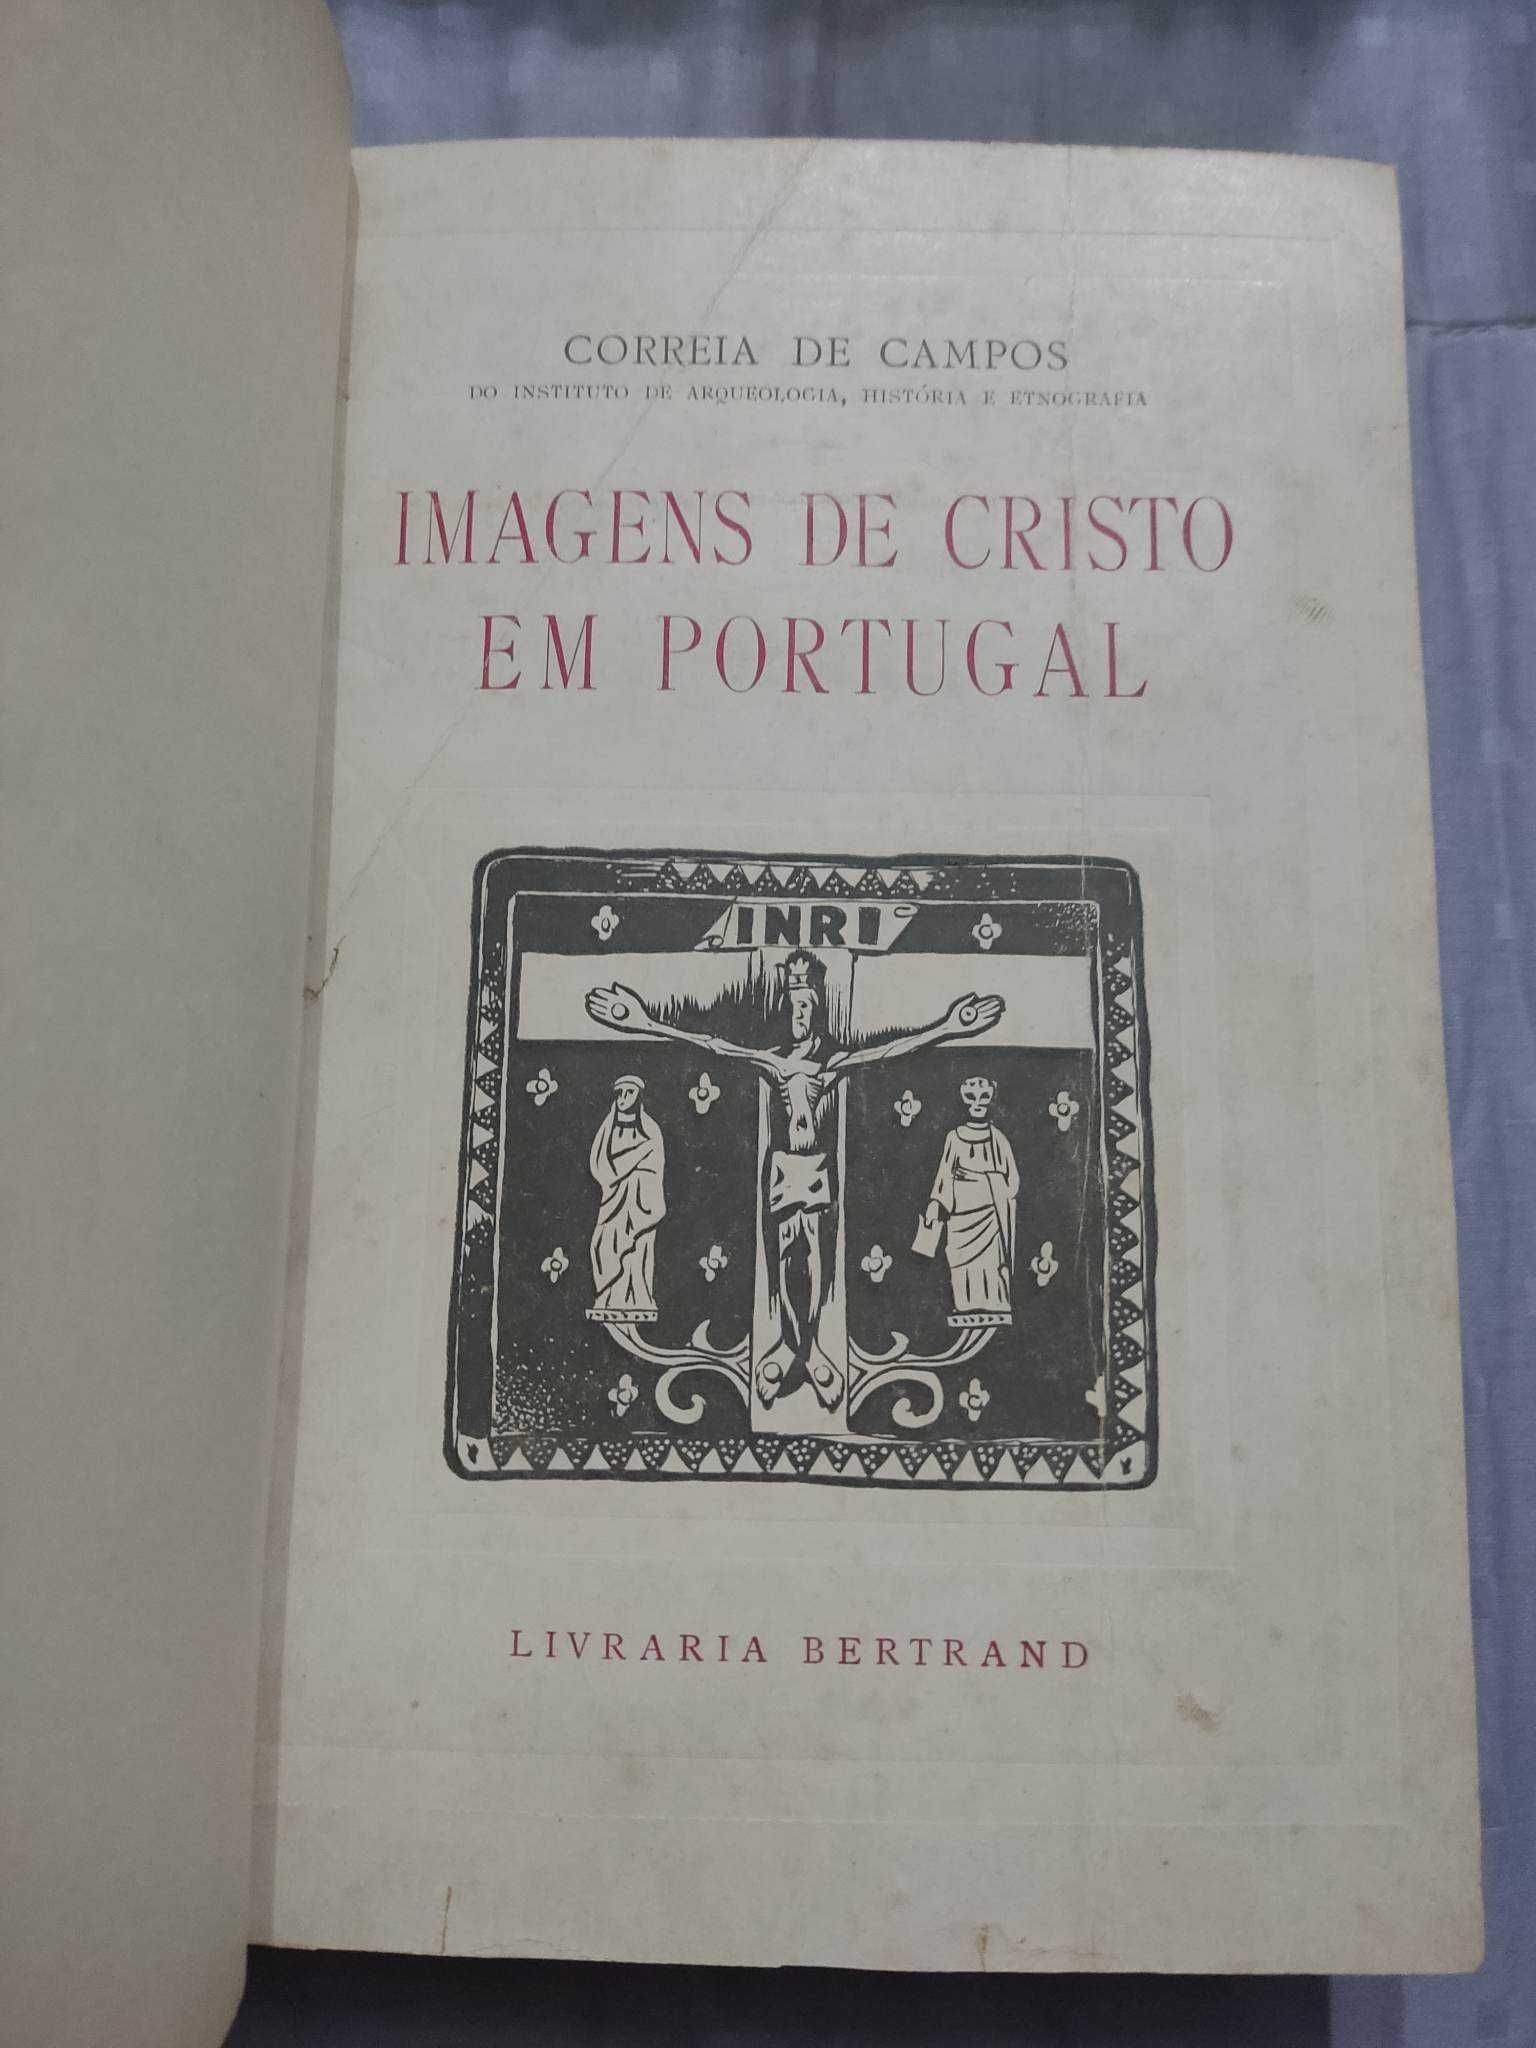 CORREIA DE CAMPOS
DO INSTITUTO DE ARQUEOLOGIA, HISTÓRIA E ETNOGRAFIA
IMAGENS DE CRISTO
EM PORTUGAL
INRI
LIVRARIA BERTRAND